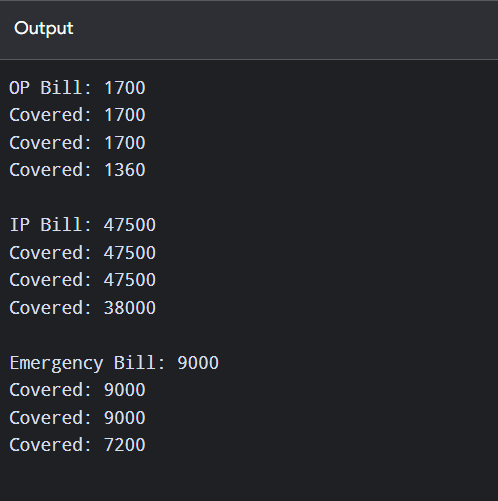 Output
OP Bill: 1700
Covered: 1700
Covered: 1700
Covered: 1360
IP Bill: 47500
Covered: 47500
Covered: 47500
Covered: 38000
Emergency Bill: 9000
Covered: 9000
Covered: 9000
Covered: 7200